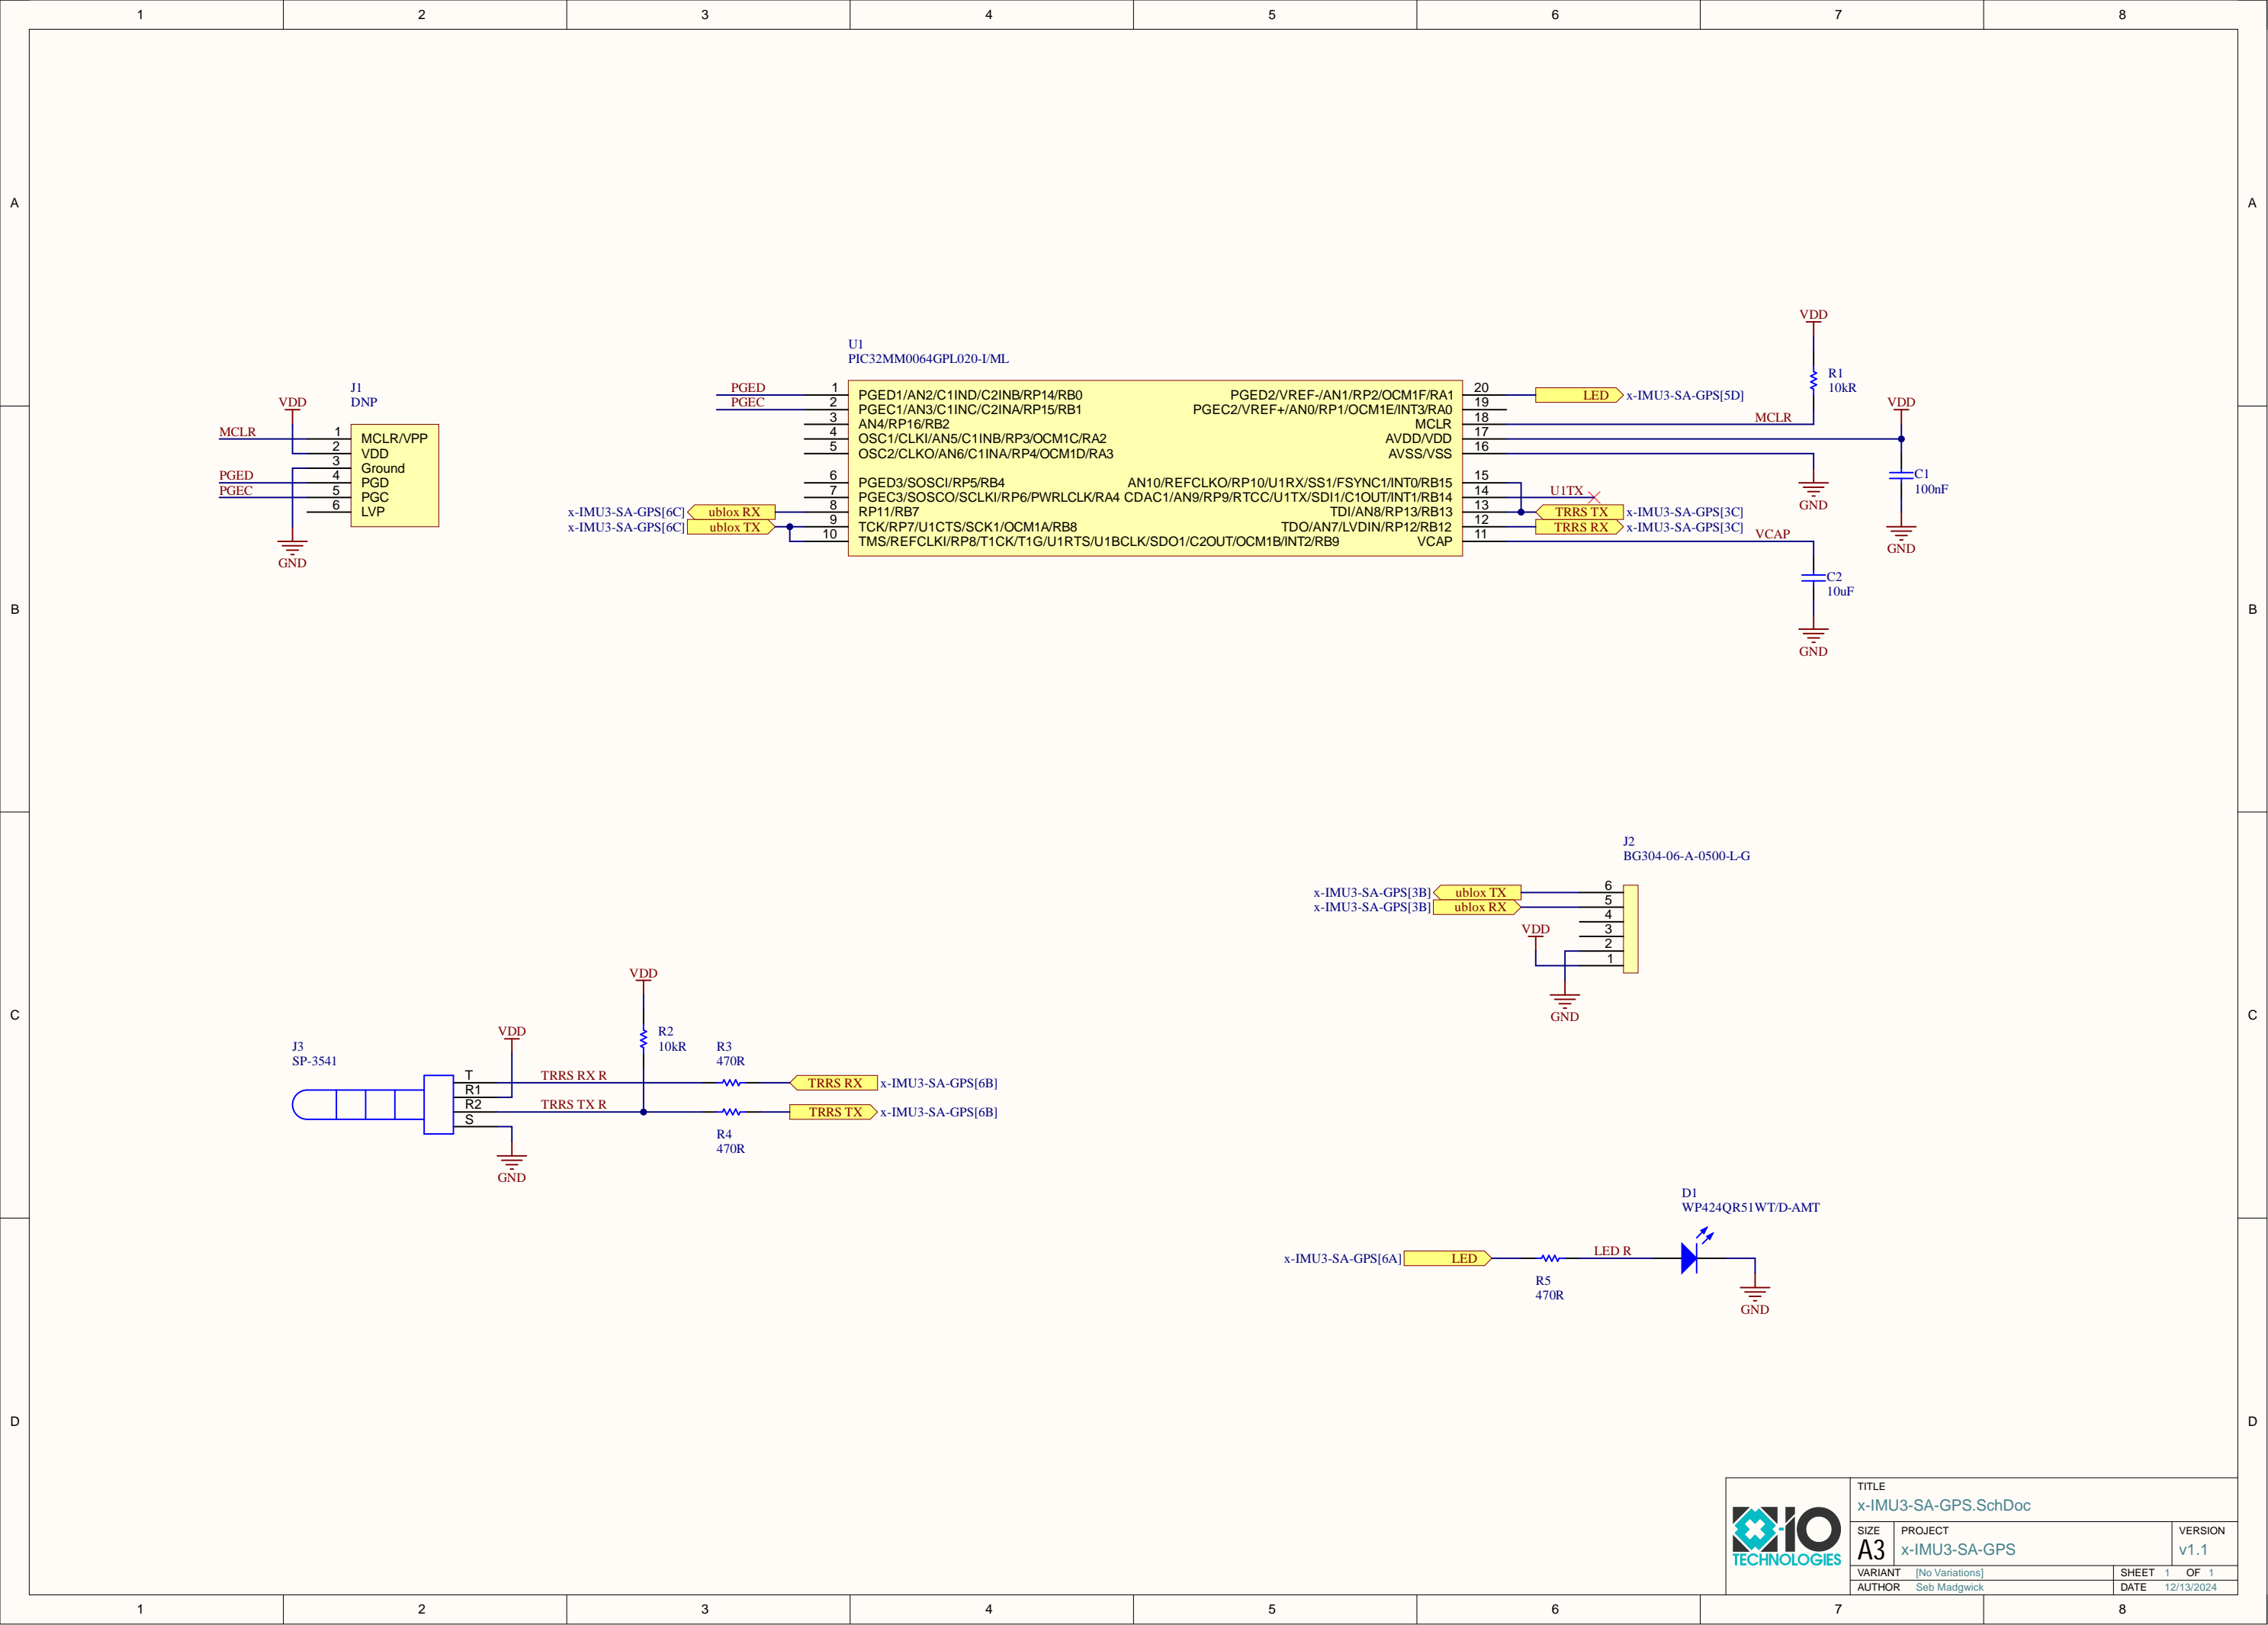 1 2 3 4 5 6 7 8
A A
VDD
R1
10kR
U1
PIC32MM0064GPL020-I/ML
J1
DNP
VDD
MCLR
PGED
PGEC
1 MCLR/VPP
2 VDD
3 Ground
4 PGD
5 PGC
6 LVP
GND
PGED 1 PGED1/AN2/C1IND/C2INB/RP14/RB0
PGEC 2 PGEC1/AN3/C1INC/C2INA/RP15/RB1
3 AN4/RP16/RB2
4 OSC1/CLKI/AN5/C1INB/RP3/OCM1C/RA2
5 OSC2/CLKO/AN6/C1INA/RP4/OCM1D/RA3
6 PGED3/SOSCI/RP5/RB4
7 PGEC3/SOSCO/SCLKI/RP6/PWRLCLK/RA4
x-IMU3-SA-GPS[6C] ublox RX 8 RP11/RB7
x-IMU3-SA-GPS[6C] ublox TX 9 TCK/RP7/U1CTS/SCK1/OCM1A/RB8
10 TMS/REFCLKI/RP8/T1CK/T1G/U1RTS/U1BCLK/SDO1/C2OUT/OCM1B/INT2/RB9
PGED2/VREF-/AN1/RP2/OCM1F/RA1 20 LED x-IMU3-SA-GPS[5D]
PGEC2/VREF+/AN0/RP1/OCM1E/INT3/RA0 19
MCLR 18 MCLR
AVDD/VDD 17
AVSS/VSS 16
AN10/REFCLKO/RP10/U1RX/SS1/FSYNC1/INT0/RB15 15
CDAC1/AN9/RP9/RTCC/U1TX/SDI1/C1OUT/INT1/RB14 14 U1TX
TDI/AN8/RP13/RB13 13 TRRS TX x-IMU3-SA-GPS[3C]
TDO/AN7/LVDIN/RP12/RB12 12 TRRS RX x-IMU3-SA-GPS[3C]
VCAP 11 VCAP
VDD
C1
100nF
GND
GND
C2
10uF
GND
B B
J2
BG304-06-A-0500-L-G
x-IMU3-SA-GPS[3B] ublox TX 6
x-IMU3-SA-GPS[3B] ublox RX 5
4
VDD 3
2
1
GND
C C
VDD
R2
10kR
VDD
J3
SP-3541
R3
470R
T TRRS RX R TRRS RX x-IMU3-SA-GPS[6B]
R1
R2 TRRS TX R TRRS TX x-IMU3-SA-GPS[6B]
S
R4
470R
GND
D1
WP424QR51WT/D-AMT
x-IMU3-SA-GPS[6A] LED LED R
R5
470R
GND
D D
X-IO
TECHNOLOGIES
TITLE
x-IMU3-SA-GPS.SchDoc
SIZE PROJECT VERSION
A3 x-IMU3-SA-GPS v1.1
VARIANT [No Variations] SHEET 1 OF 1
AUTHOR Seb Madgwick DATE 12/13/2024
1 2 3 4 5 6 7 8